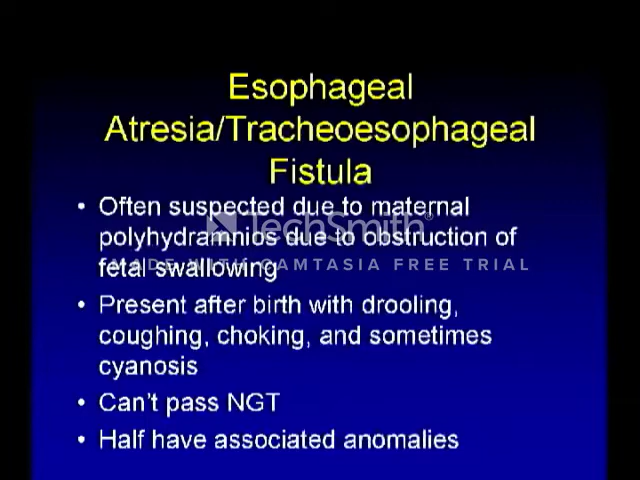 Esophageal
Atresia/Tracheoesophageal
Fistula
• Often suspected due to maternal
TechSmith®
polyhydramnios due to obstruction of
MADE WITH CAMTASIA FREE TRIAL
fetal swallowing
• Present after birth with drooling,
coughing, choking, and sometimes
cyanosis
• Can't pass NGT
• Half have associated anomalies